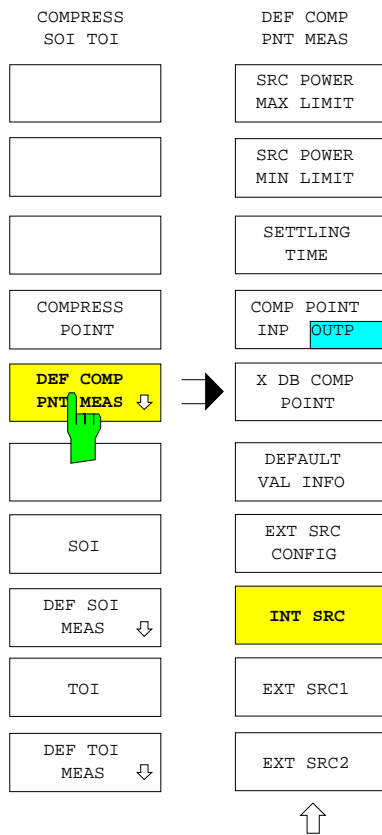 COMPRESS
SOI TOI
COMPRESS
POINT
DEF COMP
PNT MEAS
SOI
DEF SOI
MEAS
TOI
DEF TOI
MEAS
DEF COMP
PNT MEAS
SRC POWER
MAX LIMIT
SRC POWER
MIN LIMIT
SETTLING
TIME
COMP POINT
INP OUTP
X DB COMP
POINT
DEFAULT
VAL INFO
EXT SRC
CONFIG
INT SRC
EXT SRC1
EXT SRC2